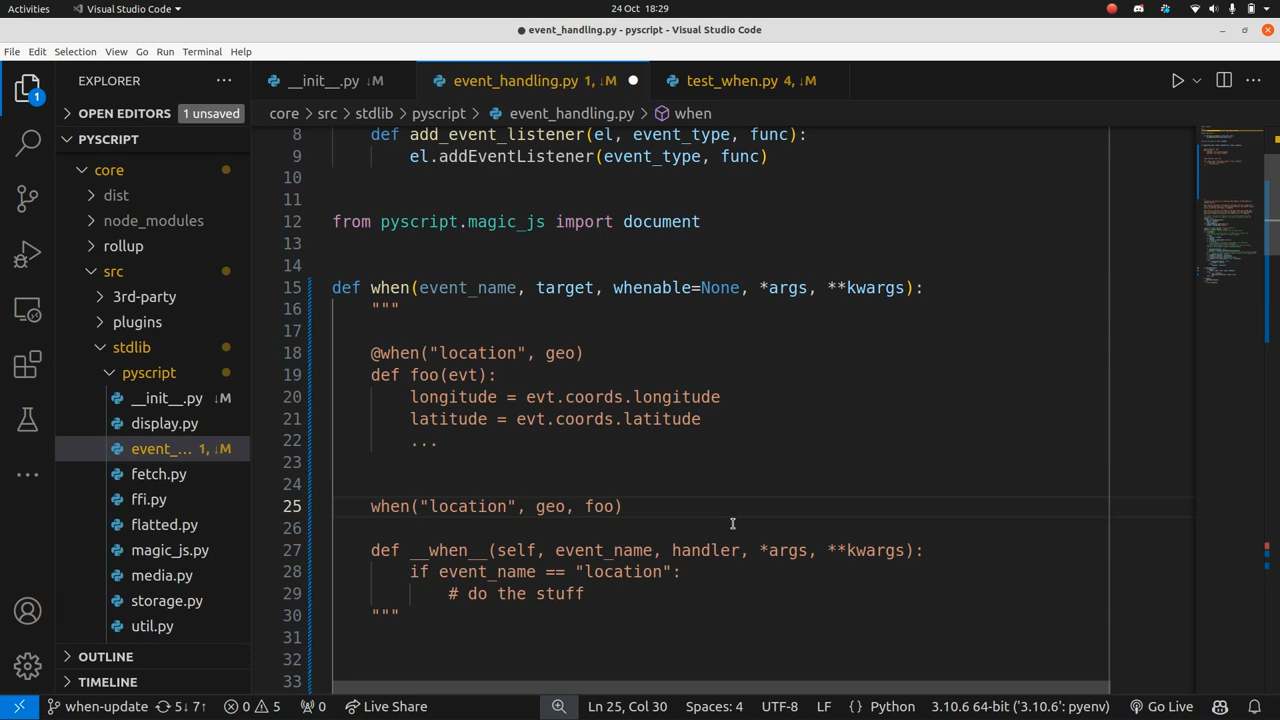 Activities
Visual Studio Code
24 Oct 18:29
event_handling.py - pyscript - Visual Studio Code
File Edit Selection View Go Run Terminal Help
EXPLORER
__init__.py ↓M
event_handling.py 1, ↓M
test_when.py 4, ↓M
OPEN EDITORS 1 unsaved
core > src > stdlib > pyscript > event_handling.py > when
PYSCRIPT
core
dist
node_modules
rollup
src
3rd-party
plugins
stdlib
pyscript
__init__.py ↓M
display.py
event_... 1, ↓M
fetch.py
ffi.py
flatted.py
magic_js.py
media.py
storage.py
util.py
OUTLINE
TIMELINE
1
8 def add_event_listener(el, event_type, func):
9 el.addEventListener(event_type, func)
10
11
12 from pyscript.magic_js import document
13
14
15 def when(event_name, target, whenable=None, *args, **kwargs):
16 """
17
18 @when("location", geo)
19 def foo(evt):
20 longitude = evt.coords.longitude
21 latitude = evt.coords.latitude
22 ...
23
24
25 when("location", geo, foo)
26
27 def __when__(self, event_name, handler, *args, **kwargs):
28 if event_name == "location":
29 # do the stuff
30 """
31
32
33
when-update 5↓ 7↑ 0 5 0 Live Share Ln 25, Col 30 Spaces: 4 UTF-8 LF { } Python 3.10.6 64-bit ('3.10.6': pyenv) Go Live